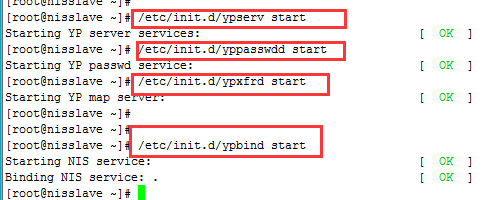 [root@nisslave ~]#
[root@nisslave ~]# /etc/init.d/ypserv start
Starting YP server services: [ OK ]
[root@nisslave ~]# /etc/init.d/yppasswdd start
Starting YP passwd service: [ OK ]
[root@nisslave ~]# /etc/init.d/ypxfrd start
Starting YP map server: [ OK ]
[root@nisslave ~]#
[root@nisslave ~]#
[root@nisslave ~]# /etc/init.d/ypbind start
Starting NIS service: [ OK ]
Binding NIS service: . [ OK ]
[root@nisslave ~]#